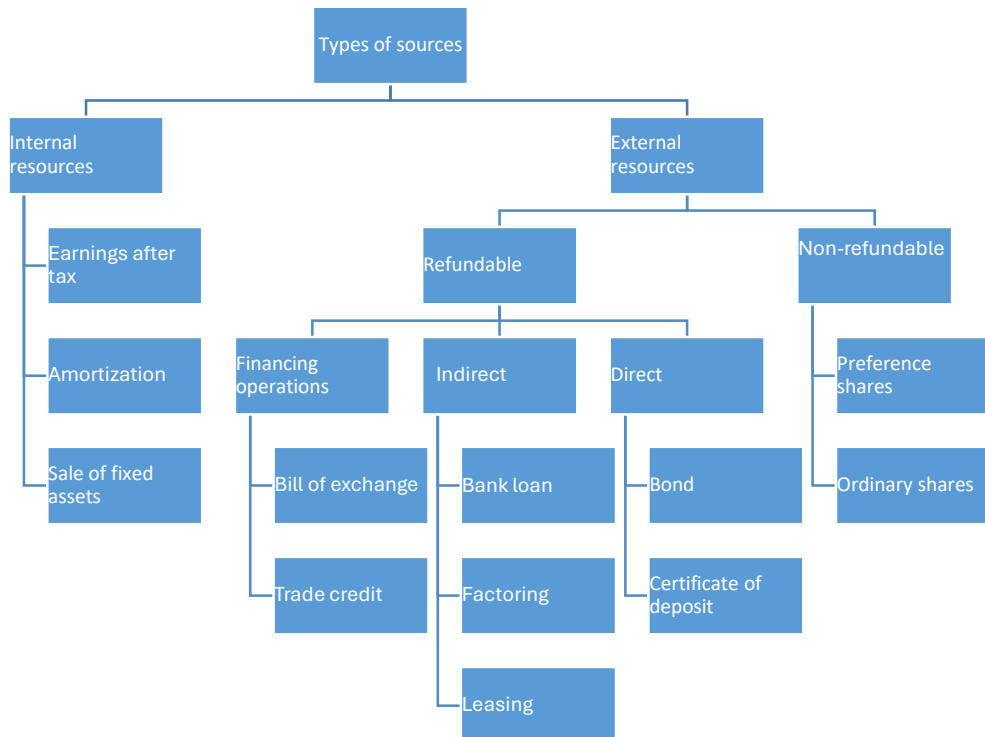 Types of sources
Internal
resources
External
resources
Earnings after
tax
Refundable
Non-refundable
Amortization
Financing
operations
Indirect
Direct
Preference
shares
Sale of fixed
assets
Bill of exchange
Bank loan
Bond
Ordinary shares
Trade credit
Factoring
Certificate of
deposit
Leasing